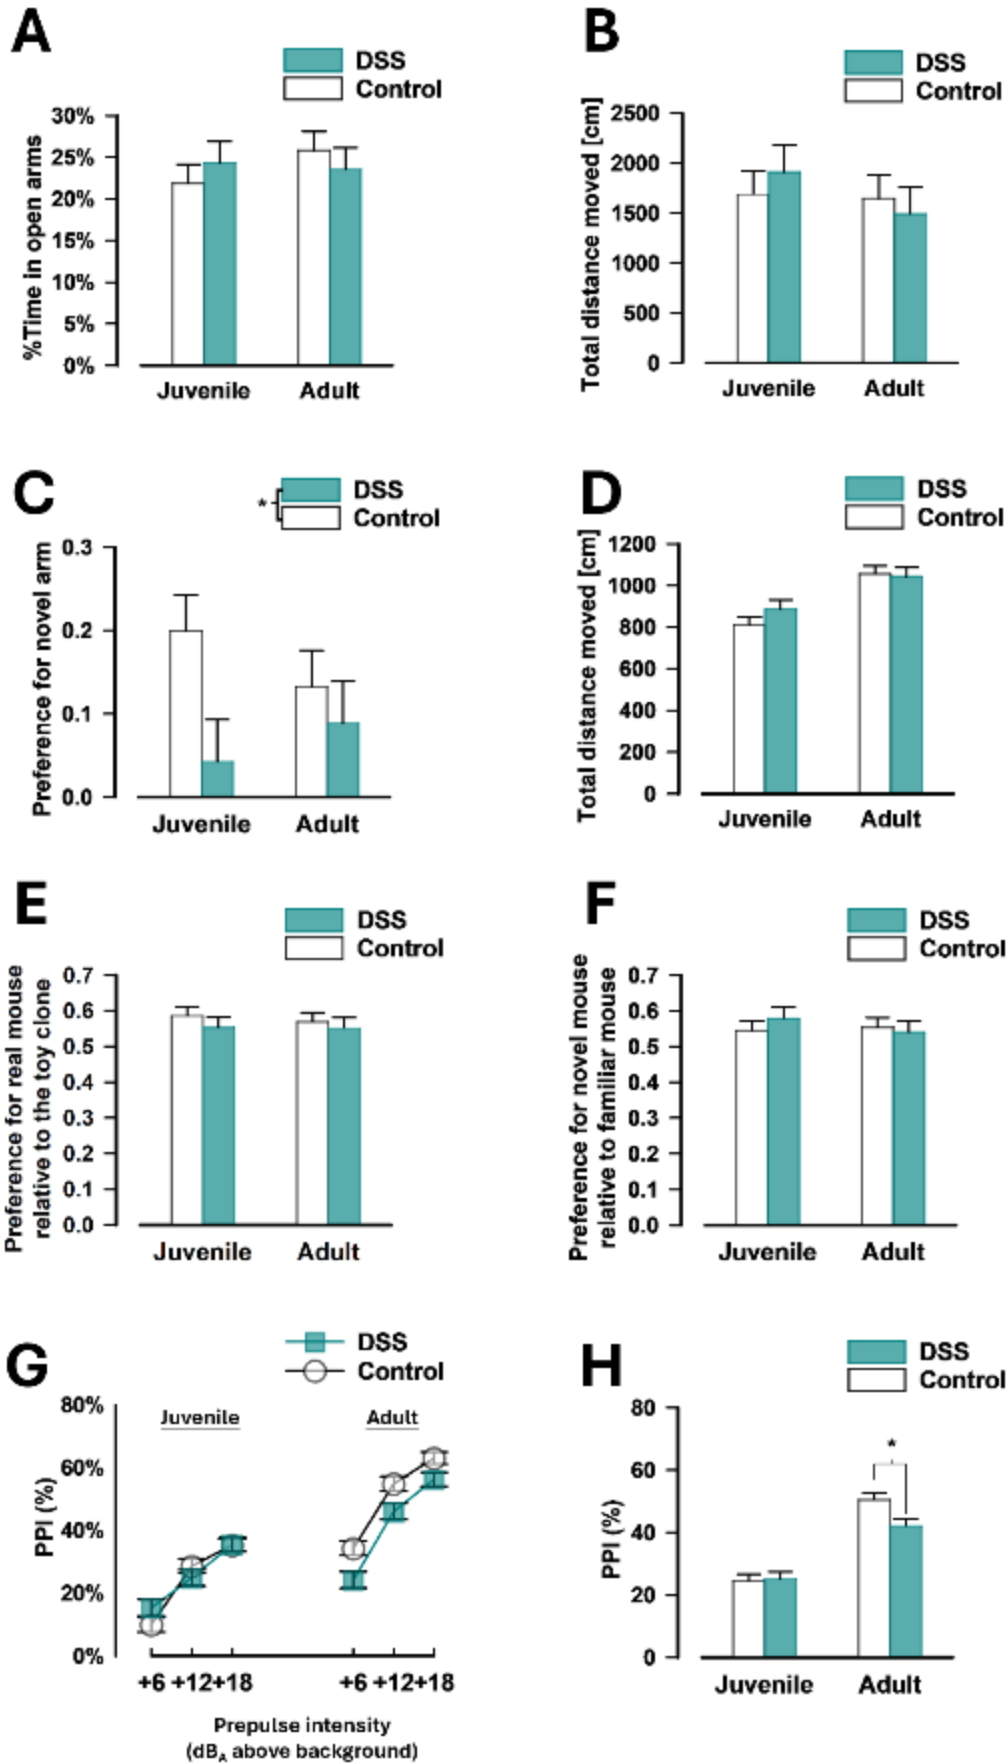 A
DSS
Control
%Time in open arms
30%
25%
20%
15%
10%
5%
0%
Juvenile
Adult
B
DSS
Control
Total distance moved [cm]
2500
2000
1500
1000
500
0
Juvenile
Adult
C
*
DSS
Control
Preference for novel arm
0.3
0.2
0.1
0.0
Juvenile
Adult
D
DSS
Control
Total distance moved [cm]
1200
1000
800
600
400
200
0
Juvenile
Adult
E
DSS
Control
Preference for real mouse
relative to the toy clone
0.7
0.6
0.5
0.4
0.3
0.2
0.1
0.0
Juvenile
Adult
F
DSS
Control
Preference for novel mouse
relative to familiar mouse
0.7
0.6
0.5
0.4
0.3
0.2
0.1
0.0
Juvenile
Adult
G
DSS
Control
PPI (%)
80%
60%
40%
20%
0%
Juvenile
Adult
+6 +12+18
+6 +12+18
Prepulse intensity
(dBA above background)
H
DSS
Control
PPI (%)
80
60
40
20
0
*
Juvenile
Adult